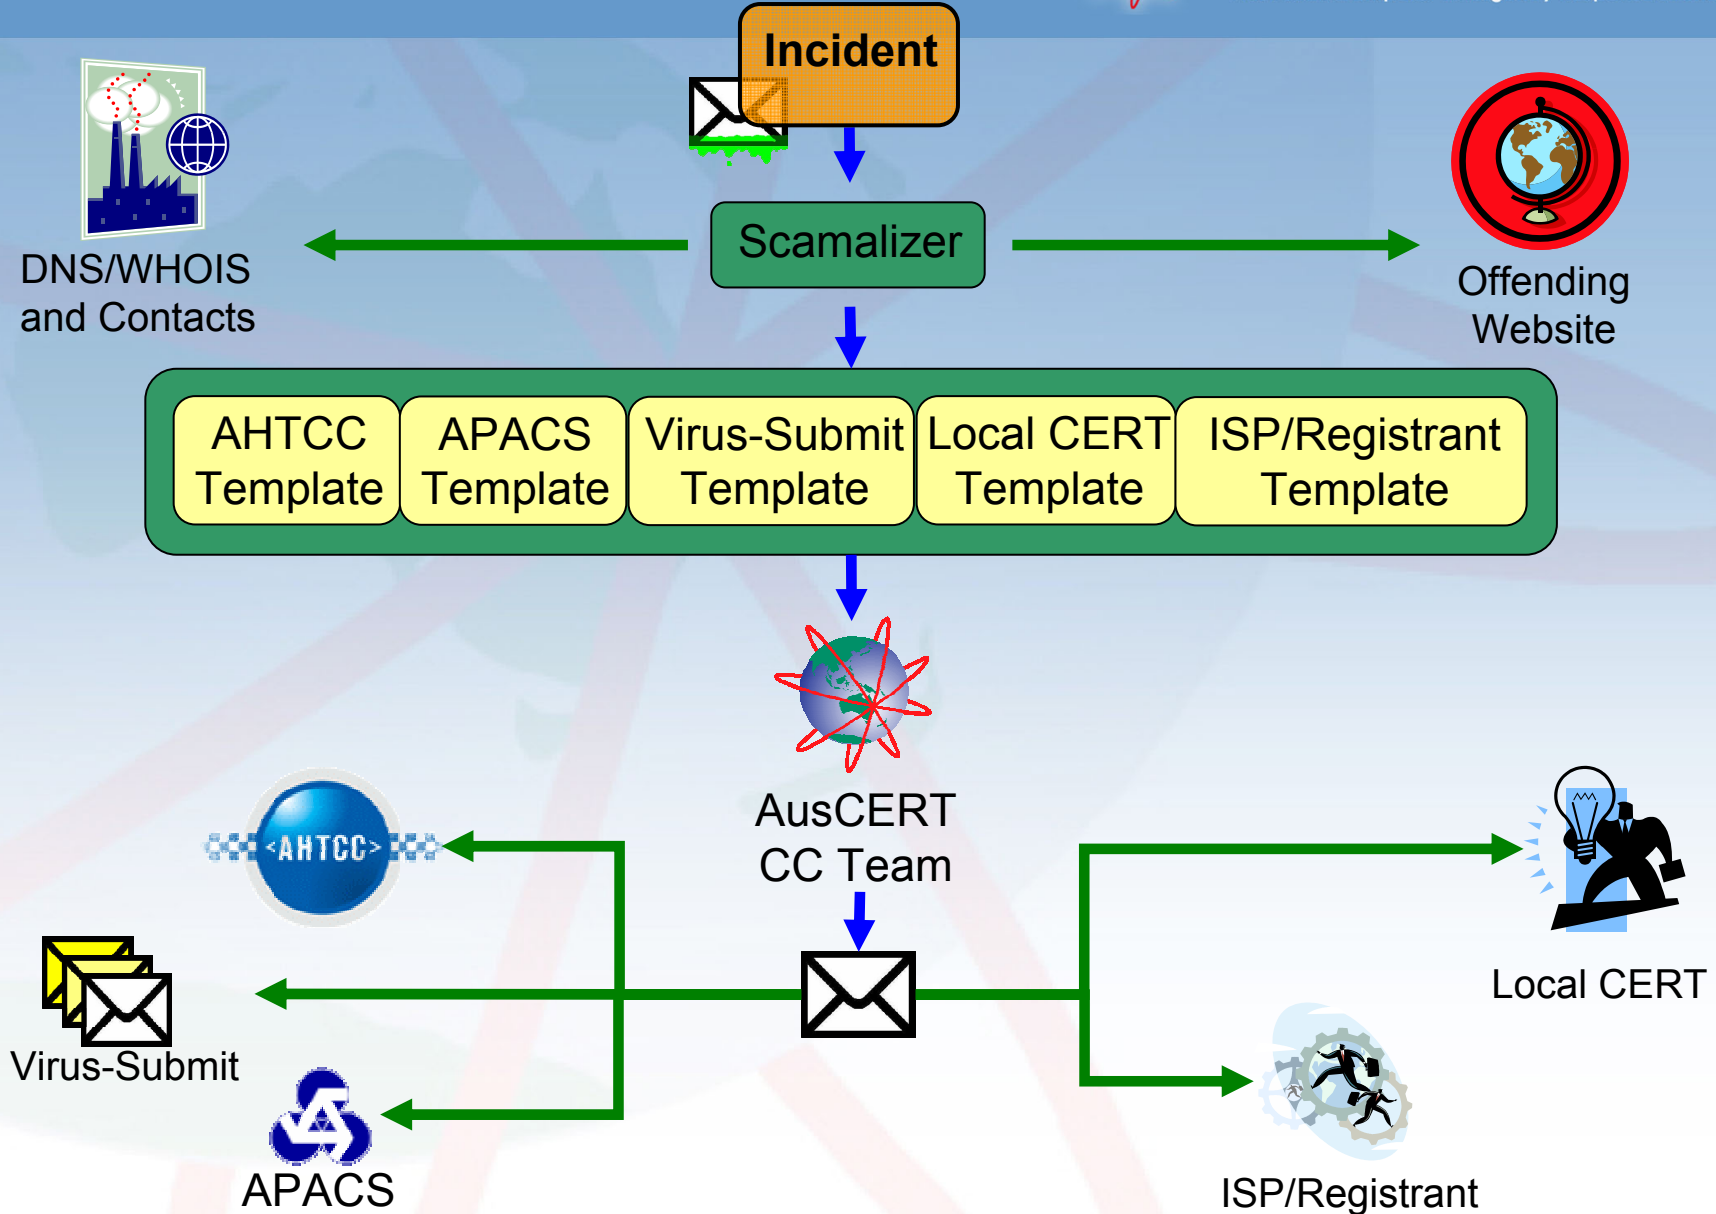 Incident
Scamalizer
DNS/WHOIS
and Contacts
Offending
Website
AHTCC
Template
APACS
Template
Virus-Submit
Template
Local CERT
Template
ISP/Registrant
Template
AusCERT
CC Team
<AHTCC>
Local CERT
Virus-Submit
APACS
ISP/Registrant